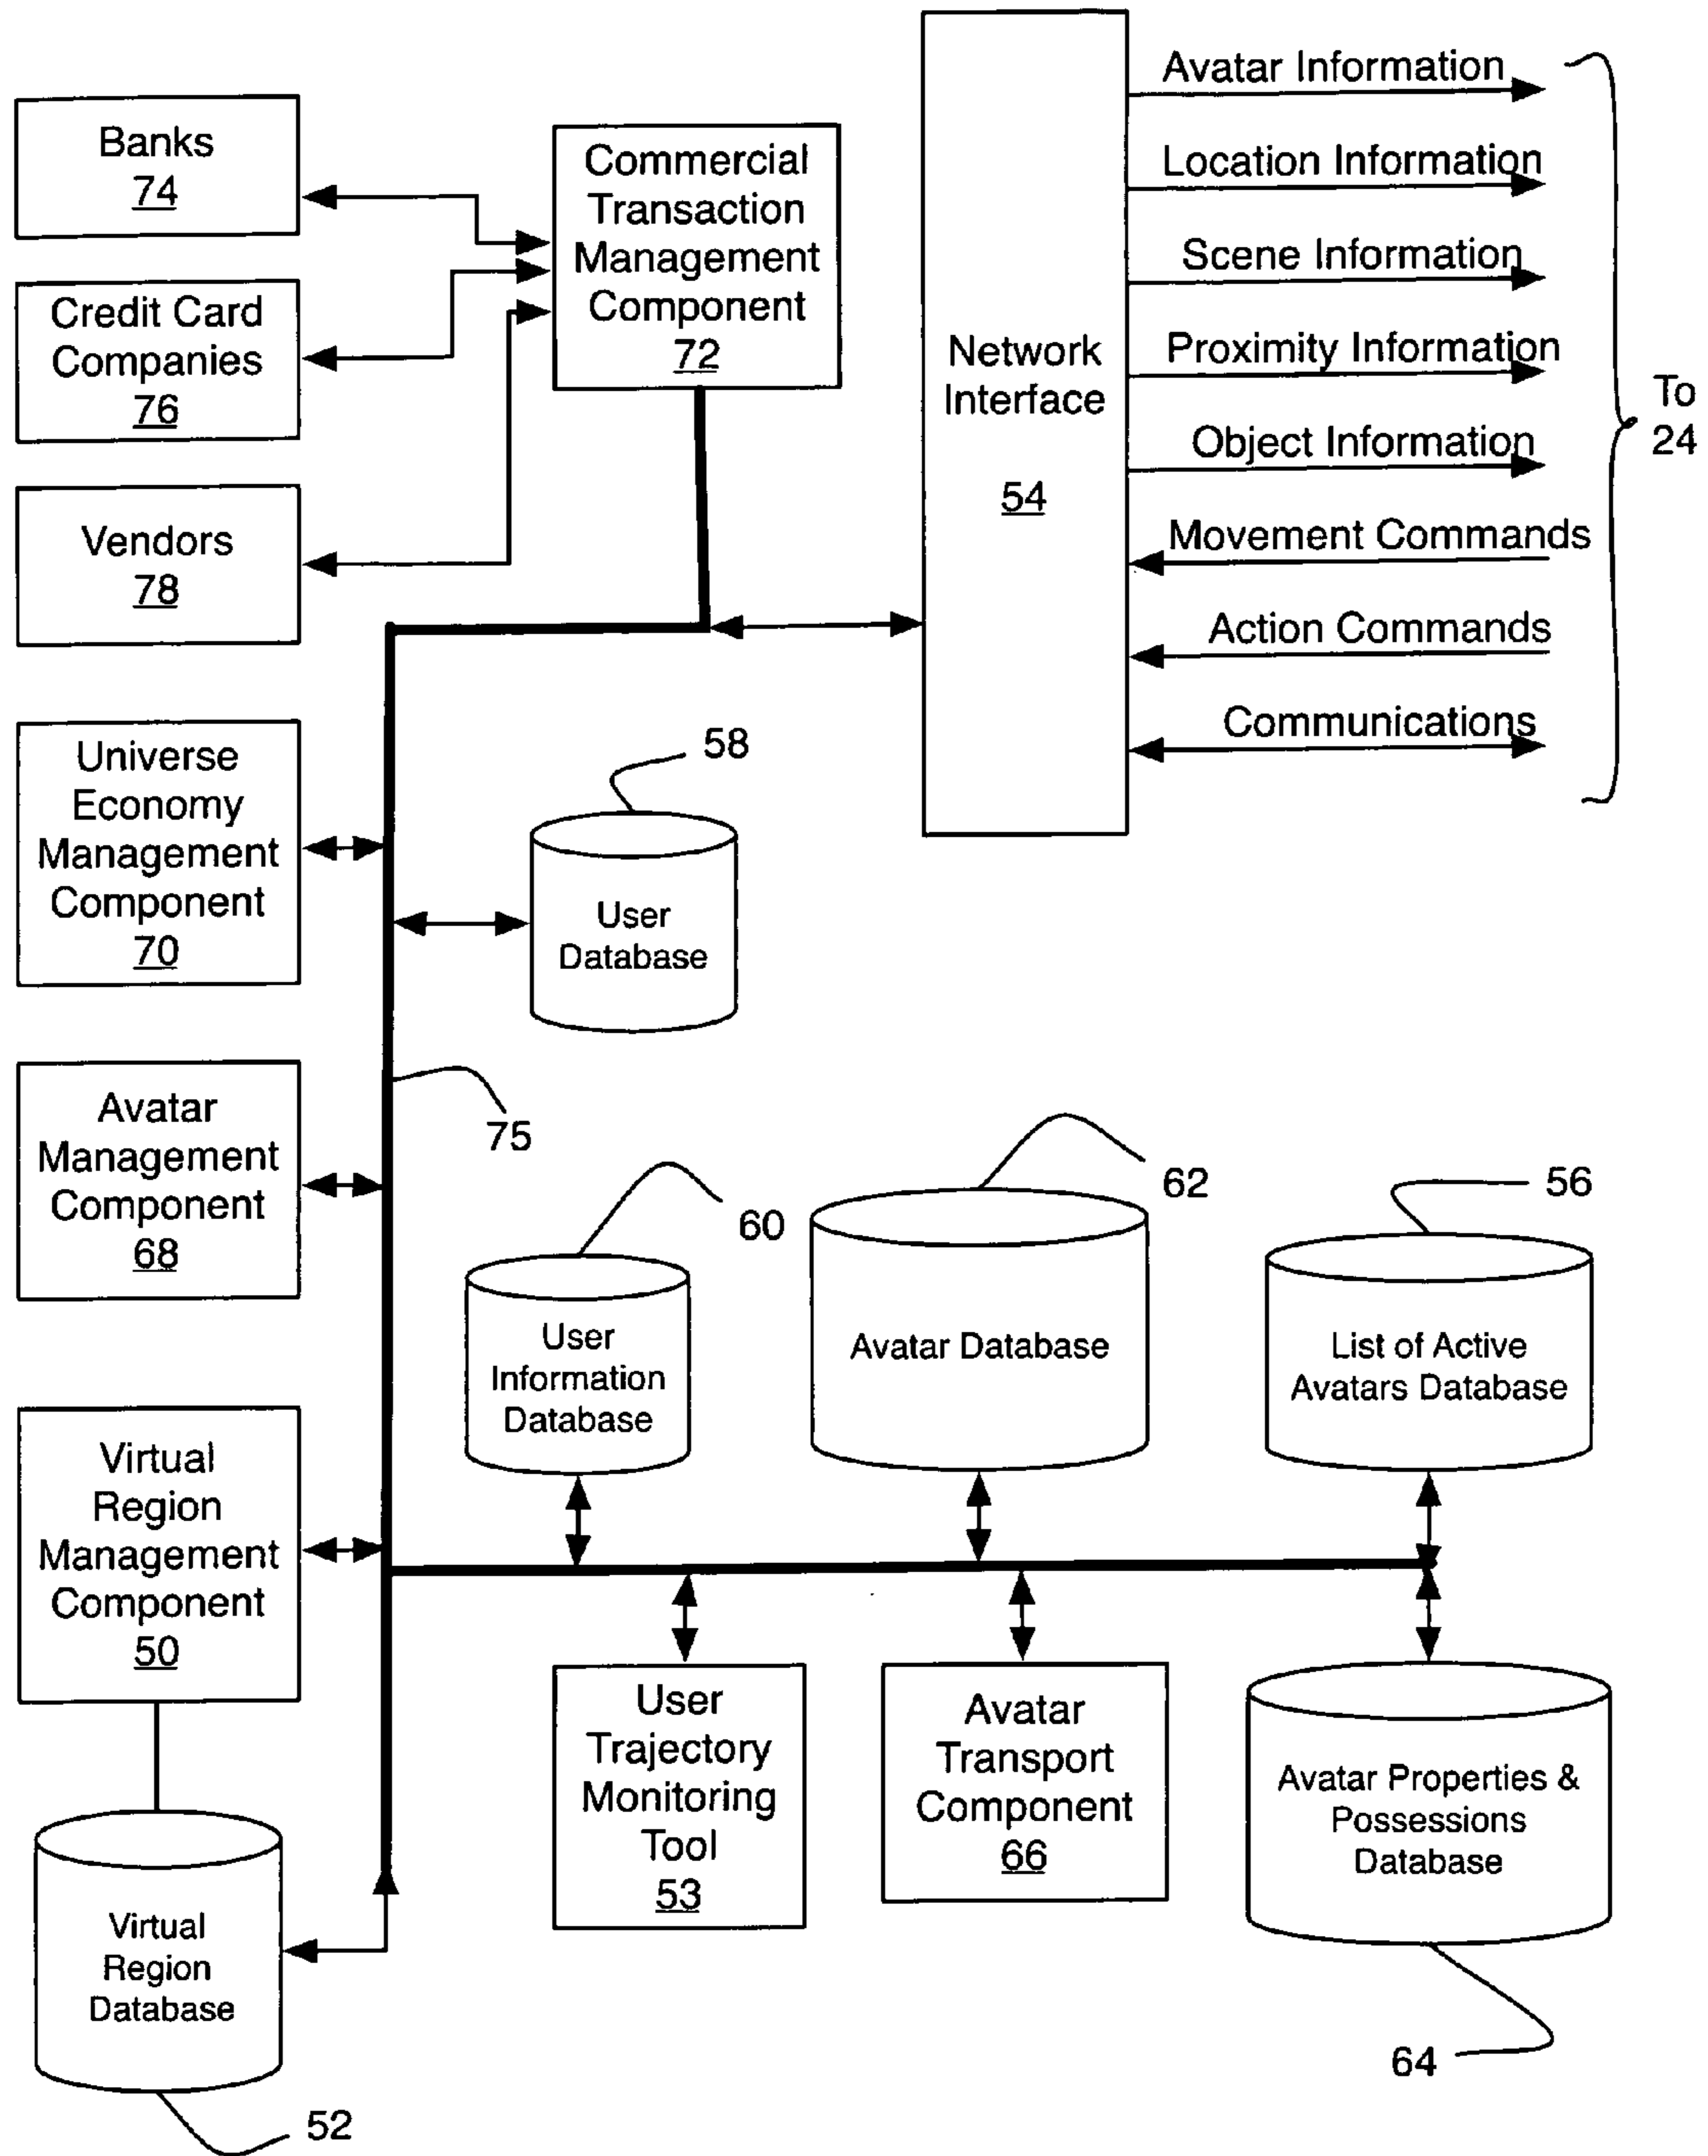 Banks
74
Credit Card
Companies
76
Vendors
78
Commercial
Transaction
Management
Component
72
Network
Interface
54
Avatar Information
Location Information
Scene Information
Proximity Information
Object Information
Movement Commands
Action Commands
Communications
To
24
Universe
Economy
Management
Component
70
58
User
Database
Avatar
Management
Component
68
75
60
User
Information
Database
62
Avatar Database
56
List of Active
Avatars Database
Virtual
Region
Management
Component
50
User
Trajectory
Monitoring
Tool
53
Avatar
Transport
Component
66
Avatar Properties &
Possessions
Database
64
Virtual
Region
Database
52